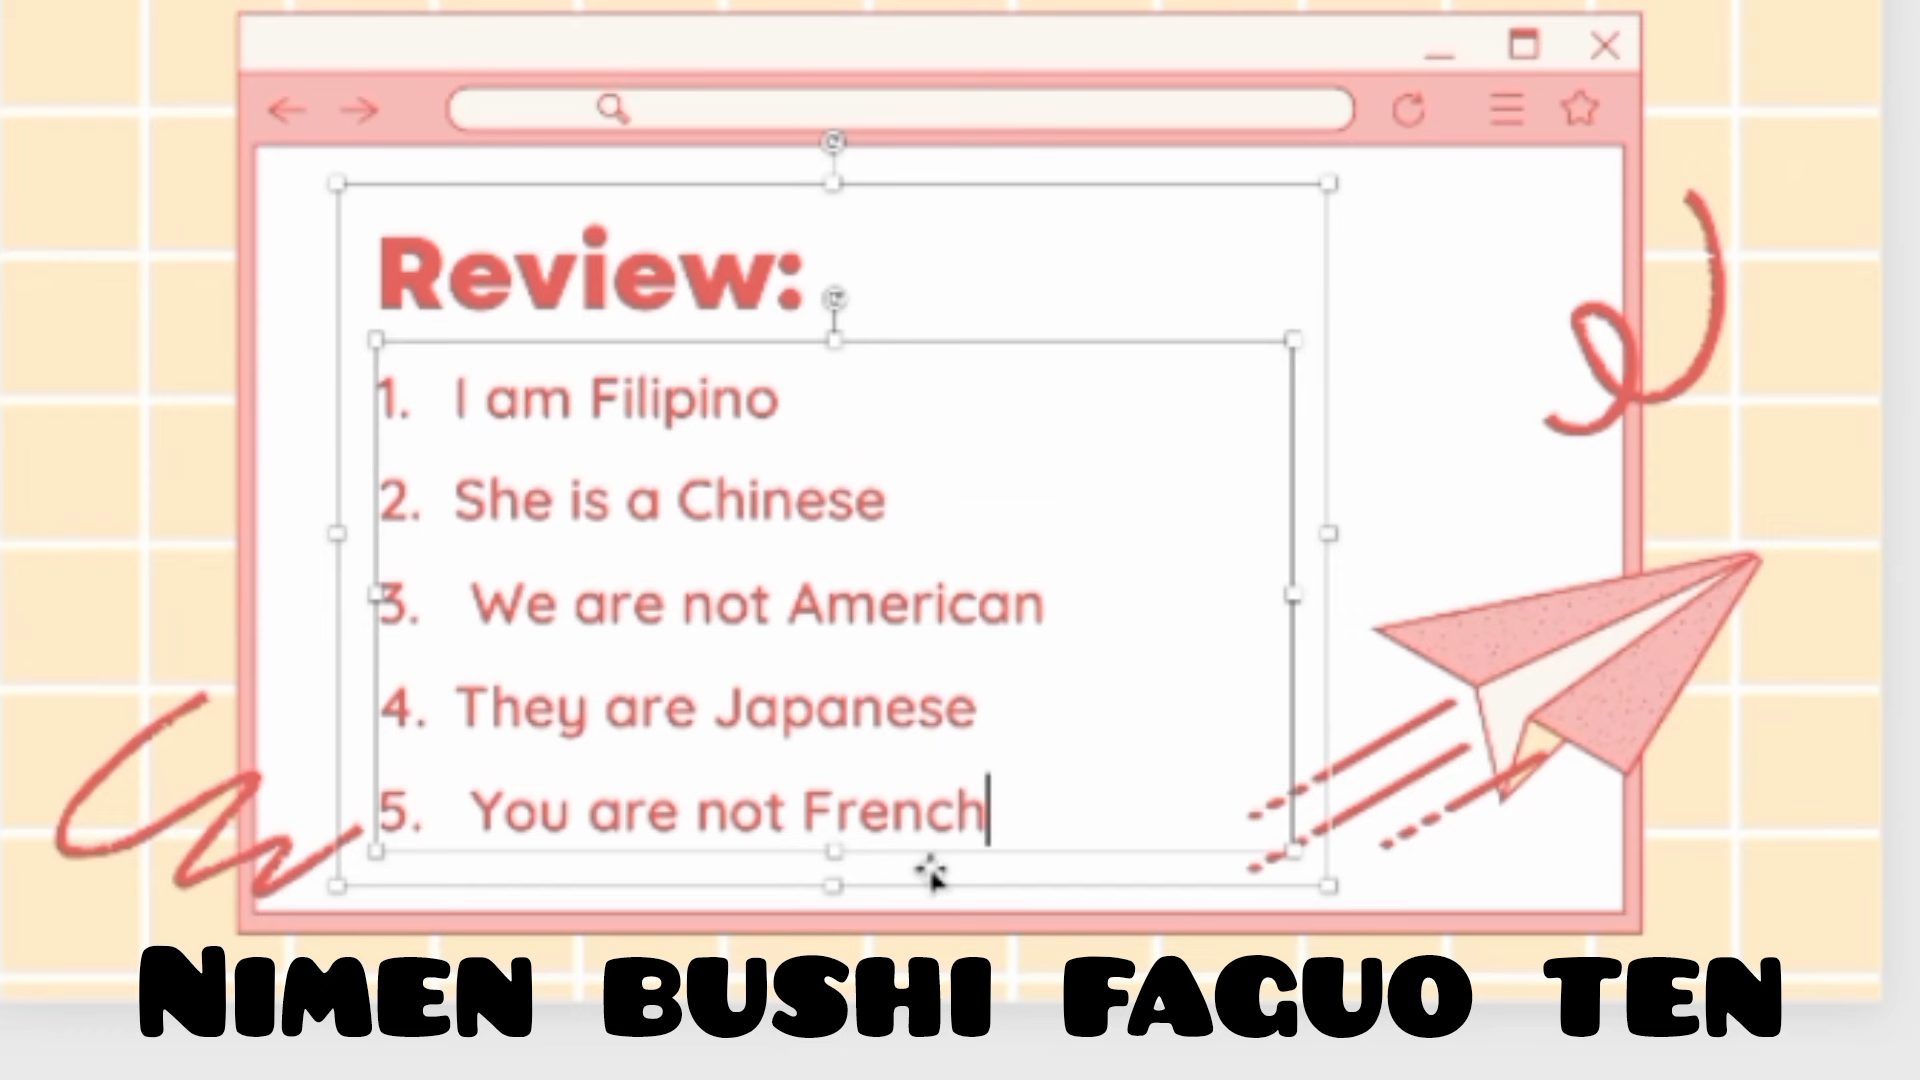 Review:
1. I am Filipino
2. She is a Chinese
3. We are not American
4. They are Japanese
5. You are not French
NIMEN BUSHI FAGUO TEN